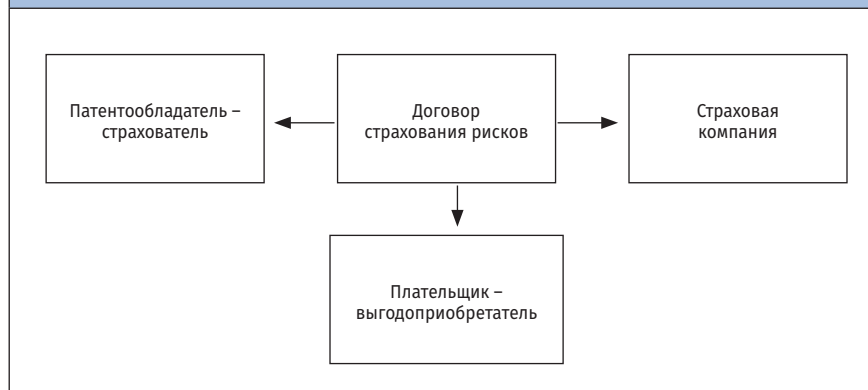 Патентообладатель –
страхователь
Договор
страхования рисков
Страховая
компания
Плательщик –
выгодоприобретатель